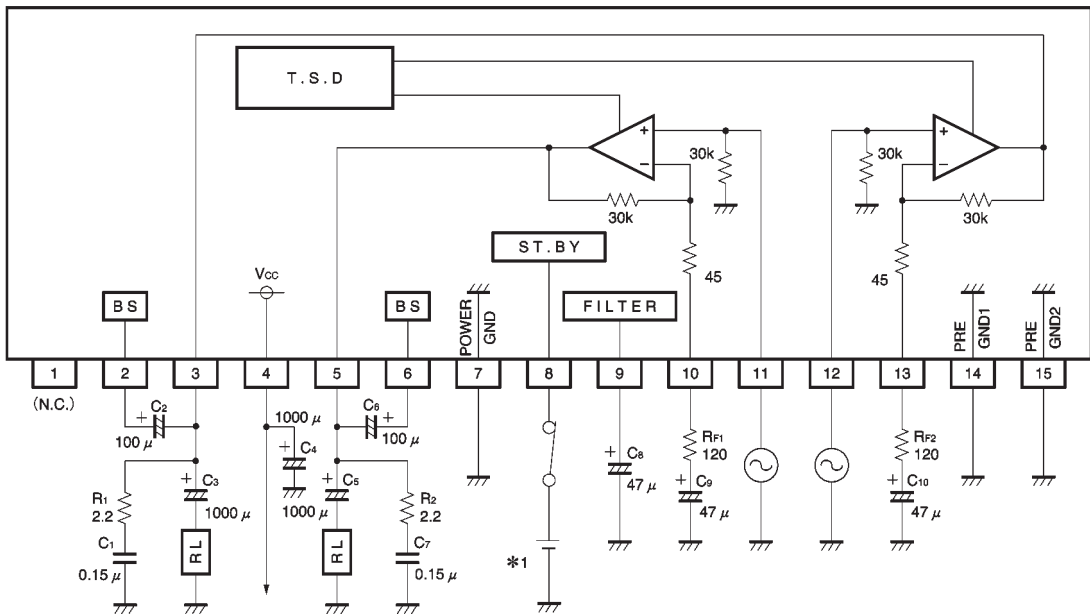 T.S.D
+
−
30k
30k
+
−
30k
30k
ST.BY
45
45
Vcc
BS
BS
POWER
GND
FILTER
PRE
GND1
PRE
GND2
1
2
3
4
5
6
7
8
9
10
11
12
13
14
15
(N.C.)
+
C2
100 μ
1000 μ
+
C4
C6
+
100 μ
R1
2.2
+
C3
1000 μ
+
C5
1000 μ
R2
2.2
+
C8
47 μ
RF1
120
+
C9
47 μ
RF2
120
+
C10
47 μ
C1
0.15 μ
RL
RL
C7
0.15 μ
*1